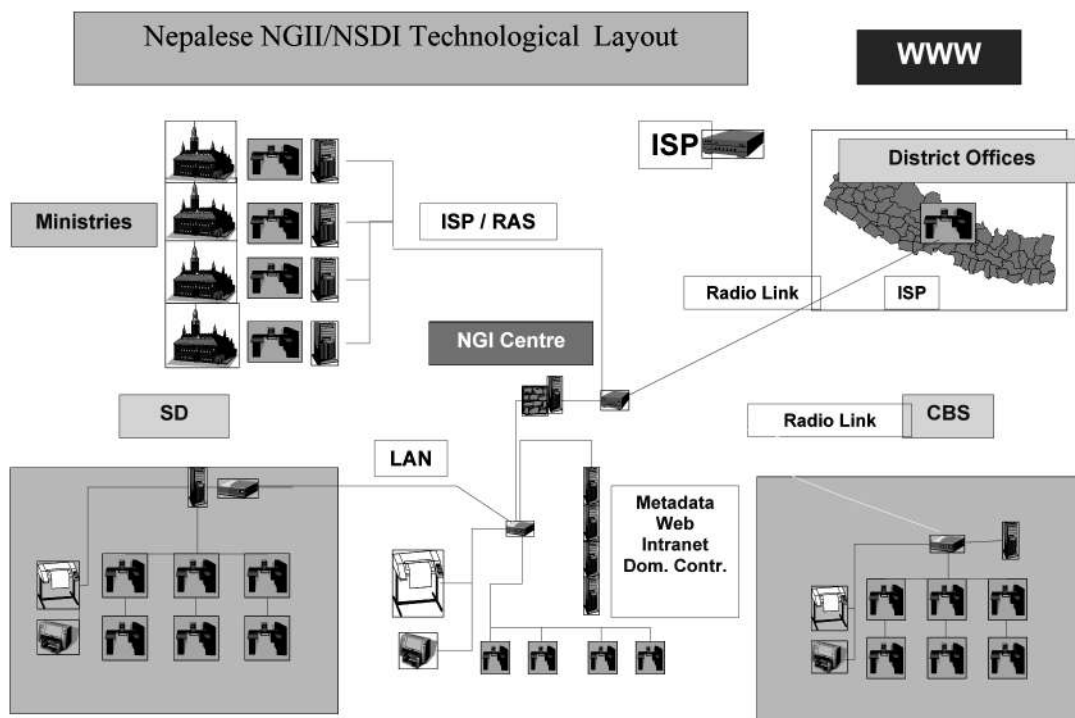 Nepalese NGII/NSDI Technological Layout
WWW
ISP
District Offices
Ministries
ISP / RAS
Radio Link
ISP
NGI Centre
SD
Radio Link
CBS
LAN
Metadata
Web
Intranet
Dom. Contr.